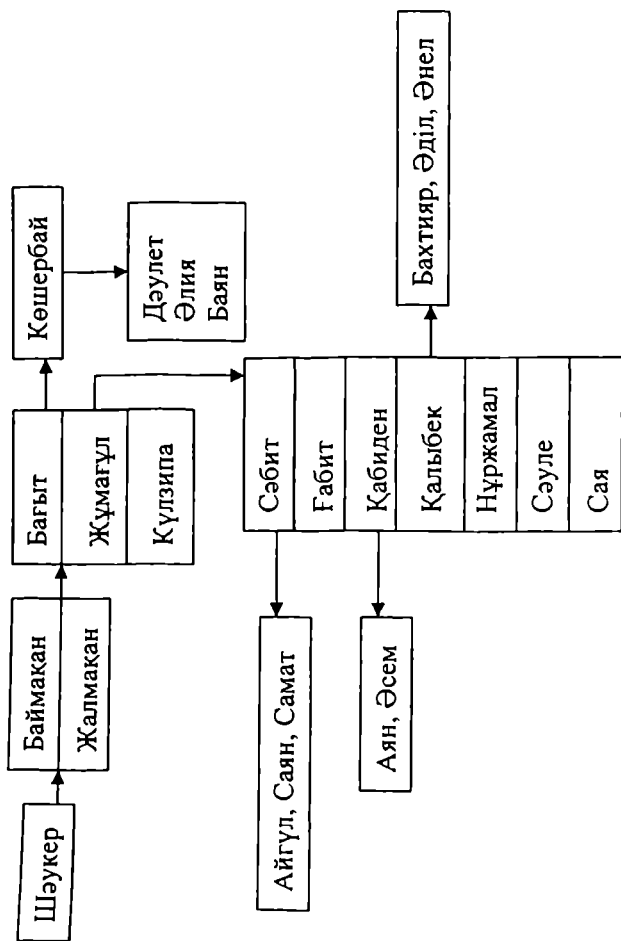 Шәукер
Баймақан
Жалмақан
Бағыт
Жұмағұл
Күлзипа
Көшербай
Дәулет
Әлия
Баян
Сәбит
Ғабит
Қабиден
Қалыбек
Нұржамал
Сәуле
Сая
Айгүл, Саян, Самат
Аян, Әсем
Бахтияр, Әділ, Әнел